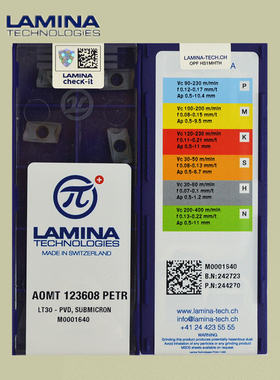 LAMINA
TECHNOLOGIES
LAMINA
check-it
LAMINA
TECHNOLOGIES
MADE IN SWITZERLAND
AOMT 123608 PETR
LT30 - PVD, SUBMICRON
M0001640
LAMINA-TECH.CH
OPF HS1MHTH
Vc 90-230 m/min
f 0.12-0.17 mm/t
Ap 0.5-10.4 mm
P
Vc 100-200 m/min
f 0.08-0.15 mm/t
Ap 0.5-9.5 mm
M
Vc 120-230 m/min
f 0.11-0.21 mm/t
Ap 0.5-11 mm
K
Vc 30-50 m/min
f 0.08-0.13 mm/t
Ap 0.5-6.7 mm
S
Vc 30-60 m/min
f 0.07-0.1 mm/t
Ap 0.5-1.2 mm
H
Vc 200-400 m/min
f 0.13-0.22 mm/t
Ap 0.5-11 mm
N
M0001640
B.N: 242723
P.N: 244270
www.lamina-tech.ch
info@lamina-tech.ch
+41 24 423 55 55